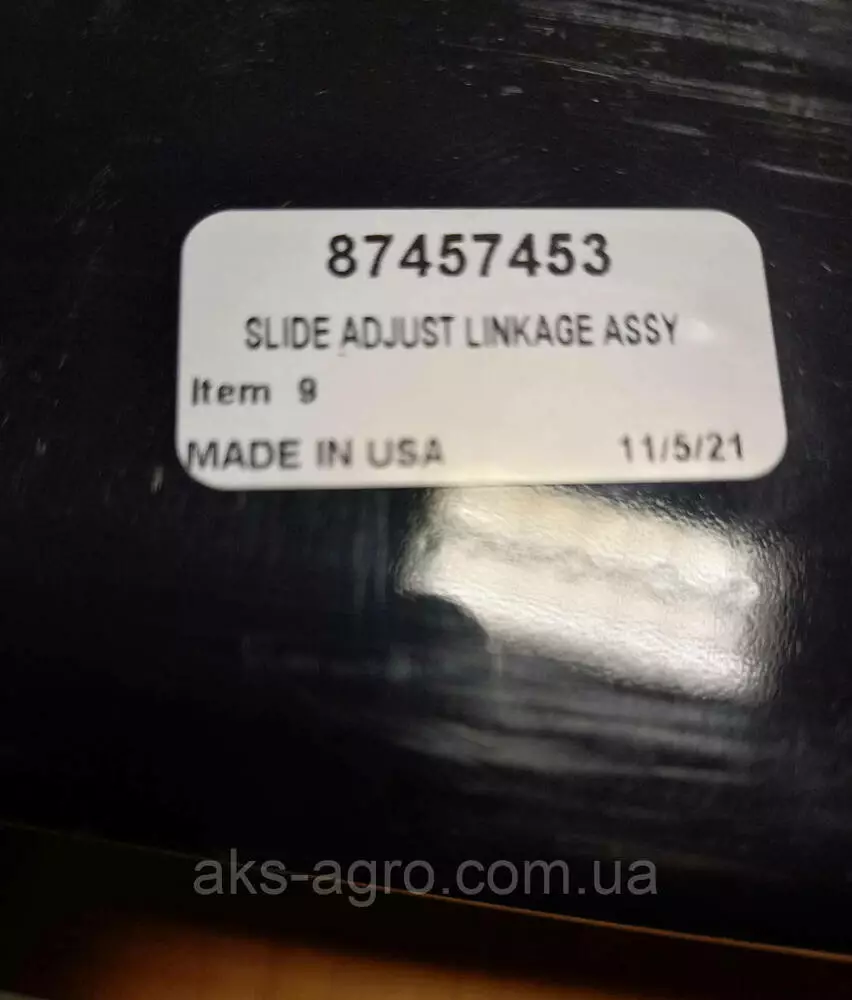 87457453
SLIDE ADJUST LINKAGE ASSY
Item 9
MADE IN USA 11/5/21
aks-agro.com.ua